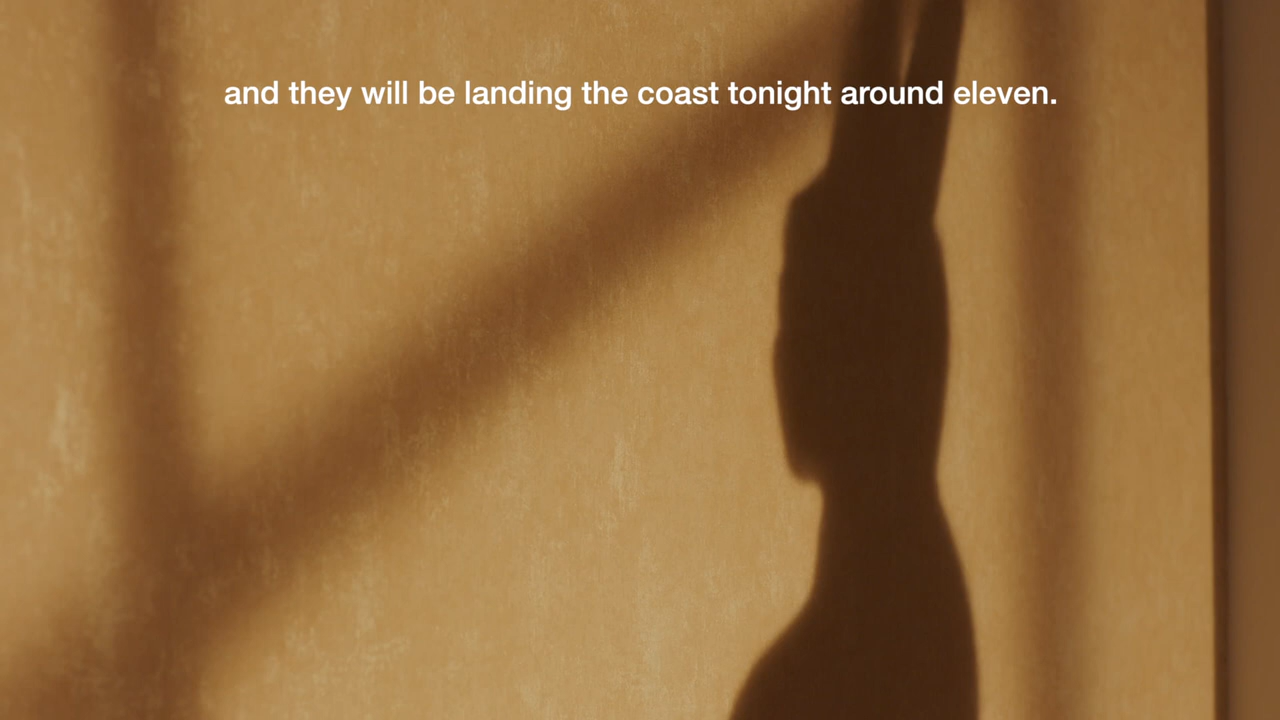 and they will be landing the coast tonight around eleven.